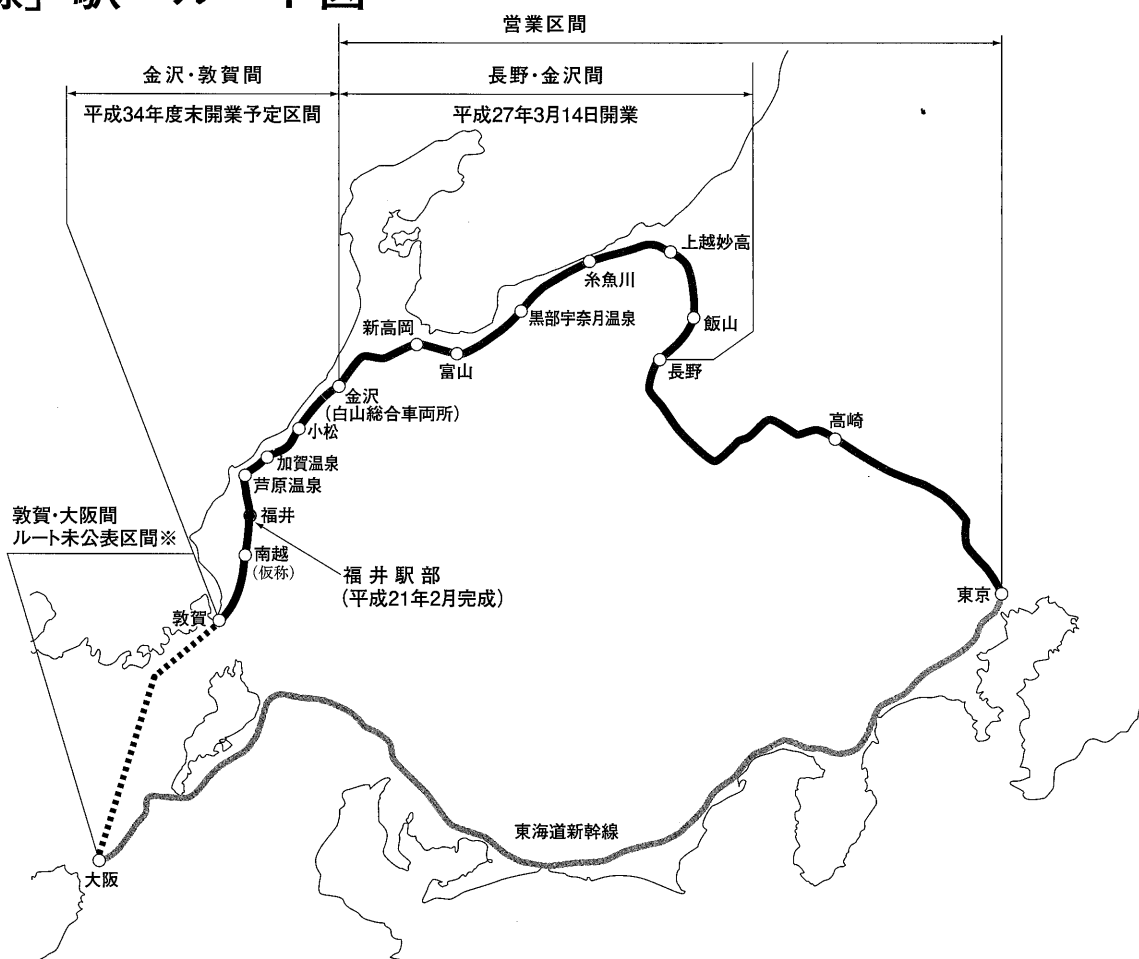 線」駅・ルート図
営業区間
金沢・敦賀間
長野・金沢間
平成34年度末開業予定区間
平成27年3月14日開業
上越妙高
糸魚川
黒部宇奈月温泉
飯山
新高岡
富山
長野
金沢
(白山総合車両所)
高崎
小松
加賀温泉
芦原温泉
敦賀・大阪間
ルート未公表区間※
福井
南越
(仮称)
福井駅部
(平成21年2月完成)
敦賀
東京
東海道新幹線
大阪